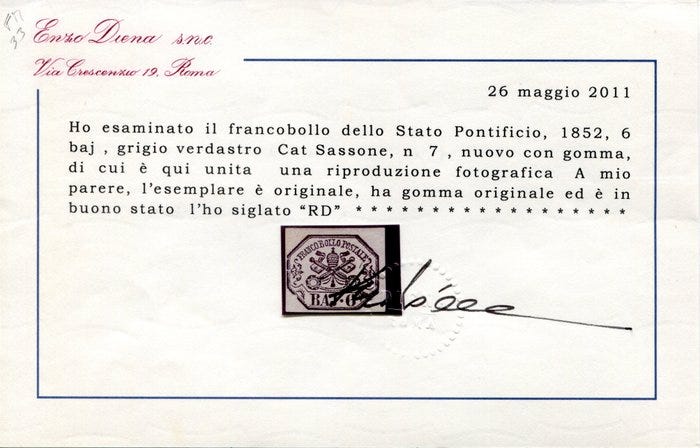 Enzo Diena s.n.c.
Via Crescenzio 19, Roma
26 maggio 2011
Ho esaminato il francobollo dello Stato Pontificio, 1852, 6
baj , grigio verdastro Cat Sassone, n 7 , nuovo con gomma,
di cui è qui unita una riproduzione fotografica A mio
parere, l'esemplare è originale, ha gomma originale ed è in
buono stato l'ho siglato "RD" * * * * * * * * * * * * * * * * * *
FRANCO BOLLO POSTALE
BAJ·6